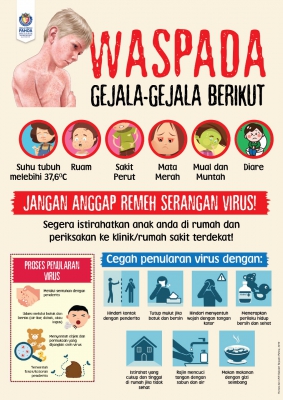 WASPADA
GEJALA-GEJALA BERIKUT
Suhu tubuh
melebihi 37,6°C
Ruam
Sakit
Perut
Mata
Merah
Mual dan
Muntah
Diare
JANGAN ANGGAP REMEH SERANGAN VIRUS!
Segera istirahatkan anak anda di rumah dan
periksakan ke klinik/rumah sakit terdekat!
PROSES PENULARAN
VIRUS
Melalui sentuhan dengan
penderita
Cegah penularan virus dengan:
Hindari kontak
dengan penderita
Tutup mulut jika
batuk dan bersin
Hindari menyentuh
wajah dengan tangan
kotor
Menerapkan
perilaku hidup
bersih dan sehat
Istirahat yang
cukup dan tinggal
di rumah jika tidak
sehat
Rajin mencuci
tangan dengan
sabun dan air
Makan makanan
dengan gizi
seimbang